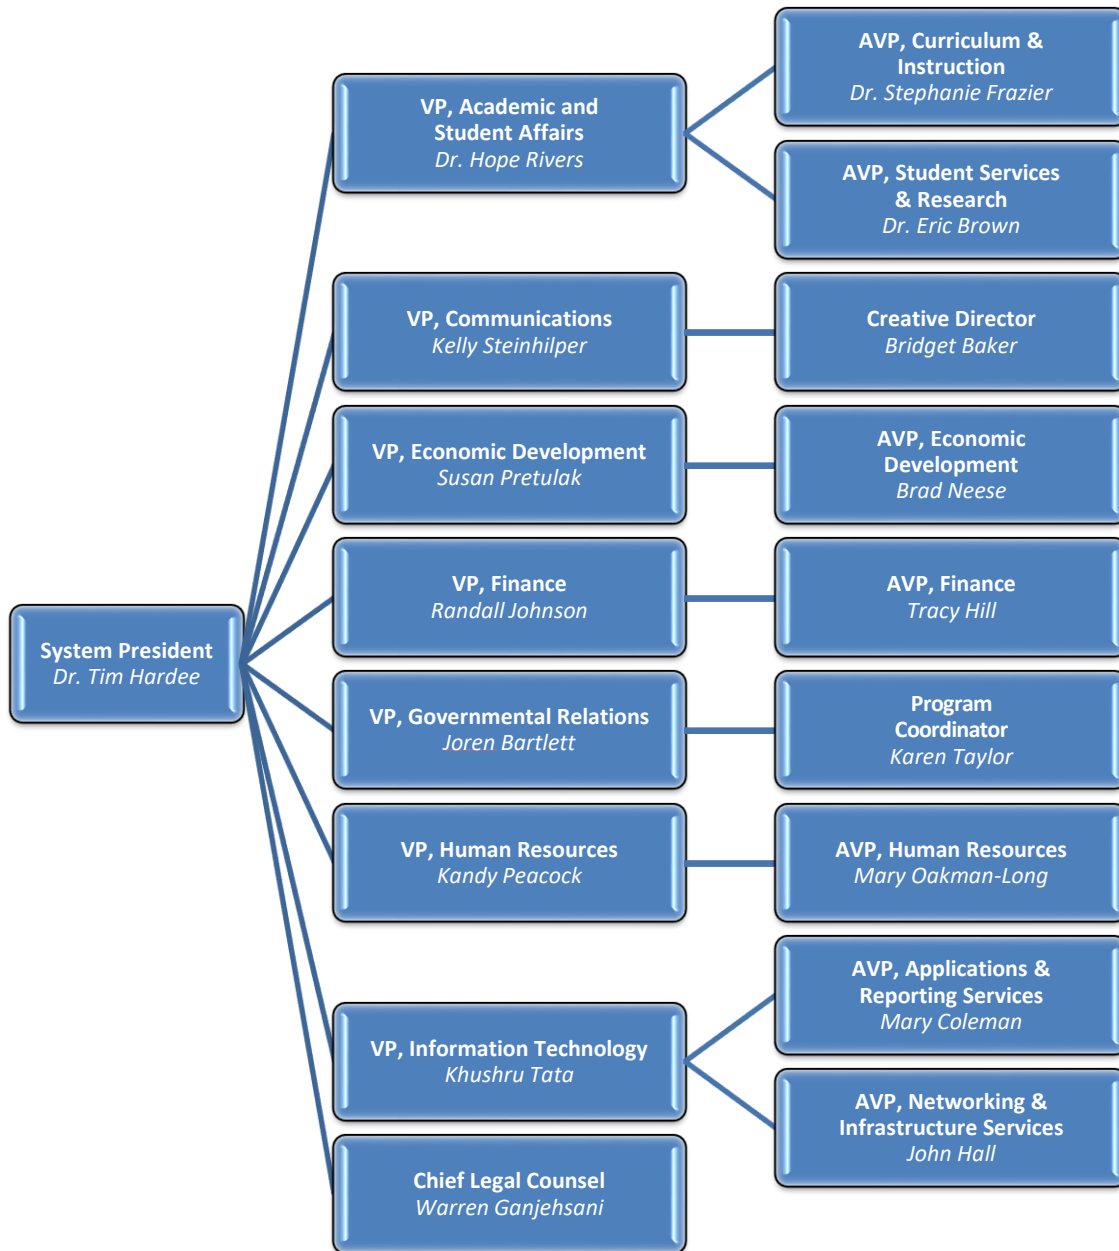 System President
Dr. Tim Hardee
VP, Academic and
Student Affairs
Dr. Hope Rivers
AVP, Curriculum &
Instruction
Dr. Stephanie Frazier
AVP, Student Services
& Research
Dr. Eric Brown
VP, Communications
Kelly Steinhilper
Creative Director
Bridget Baker
VP, Economic Development
Susan Pretulak
AVP, Economic
Development
Brad Neese
VP, Finance
Randall Johnson
AVP, Finance
Tracy Hill
VP, Governmental Relations
Joren Bartlett
Program
Coordinator
Karen Taylor
VP, Human Resources
Kandy Peacock
AVP, Human Resources
Mary Oakman-Long
VP, Information Technology
Khushru Tata
AVP, Applications &
Reporting Services
Mary Coleman
AVP, Networking &
Infrastructure Services
John Hall
Chief Legal Counsel
Warren Ganjehsani